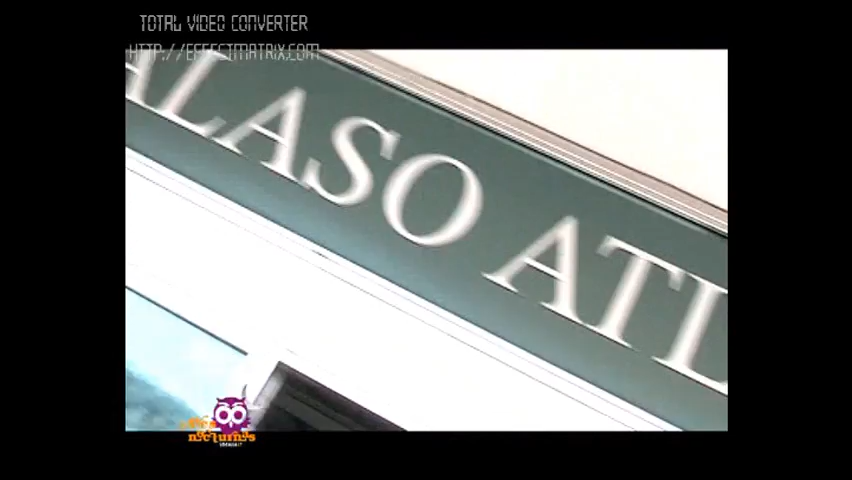 TOTAL VIDEO CONVERTER
HTTP://EFFECTMATRIX.COM
ALASO ATL